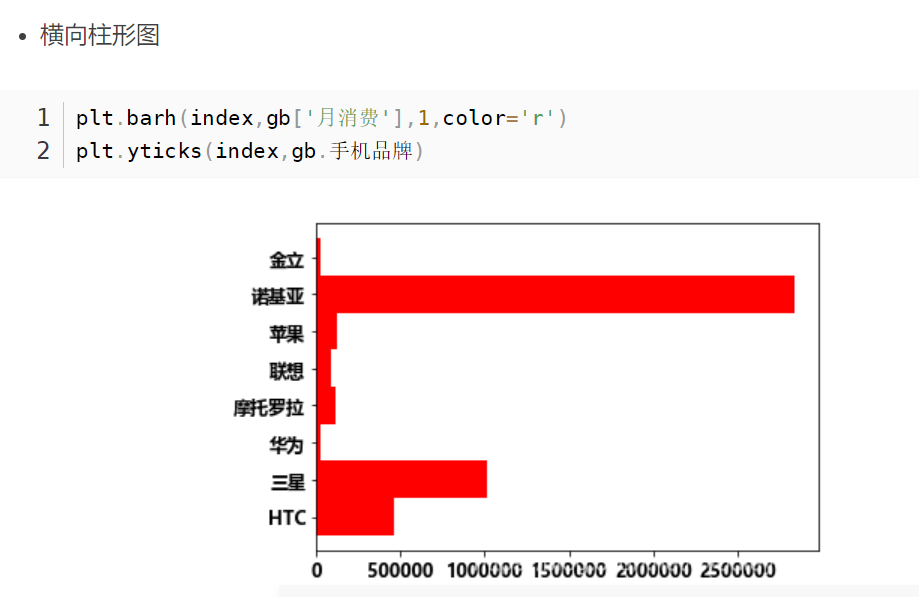 横向柱形图
1 plt.barh(index,gb['月消费'],1,color='r')
2 plt.yticks(index,gb.手机品牌)
金立
诺基亚
苹果
联想
摩托罗拉
华为
三星
HTC
0 500000 1000000 1500000 2000000 2500000